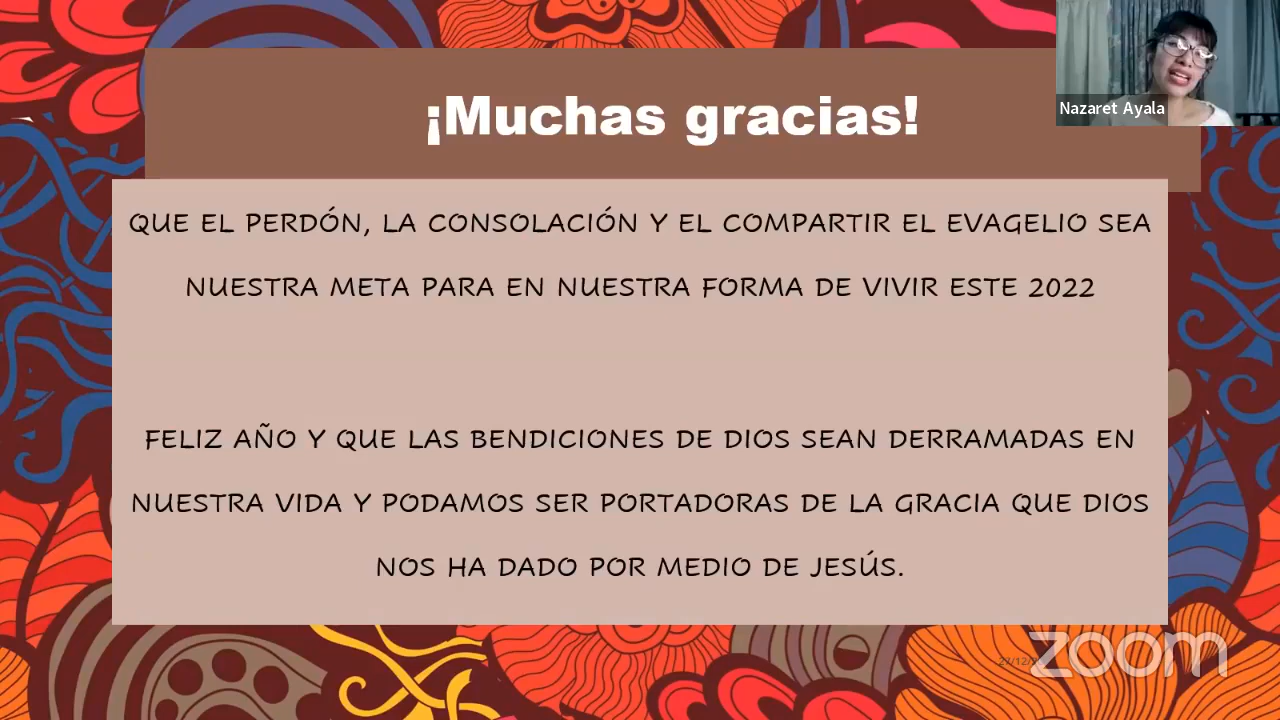 ¡Muchas gracias!
Nazaret Ayala
QUE EL PERDÓN, LA CONSOLACIÓN Y EL COMPARTIR EL EVAGELIO SEA
NUESTRA META PARA EN NUESTRA FORMA DE VIVIR ESTE 2022
FELIZ AÑO Y QUE LAS BENDICIONES DE DIOS SEAN DERRAMADAS EN
NUESTRA VIDA Y PODAMOS SER PORTADORAS DE LA GRACIA QUE DIOS
NOS HA DADO POR MEDIO DE JESÚS.
zoom